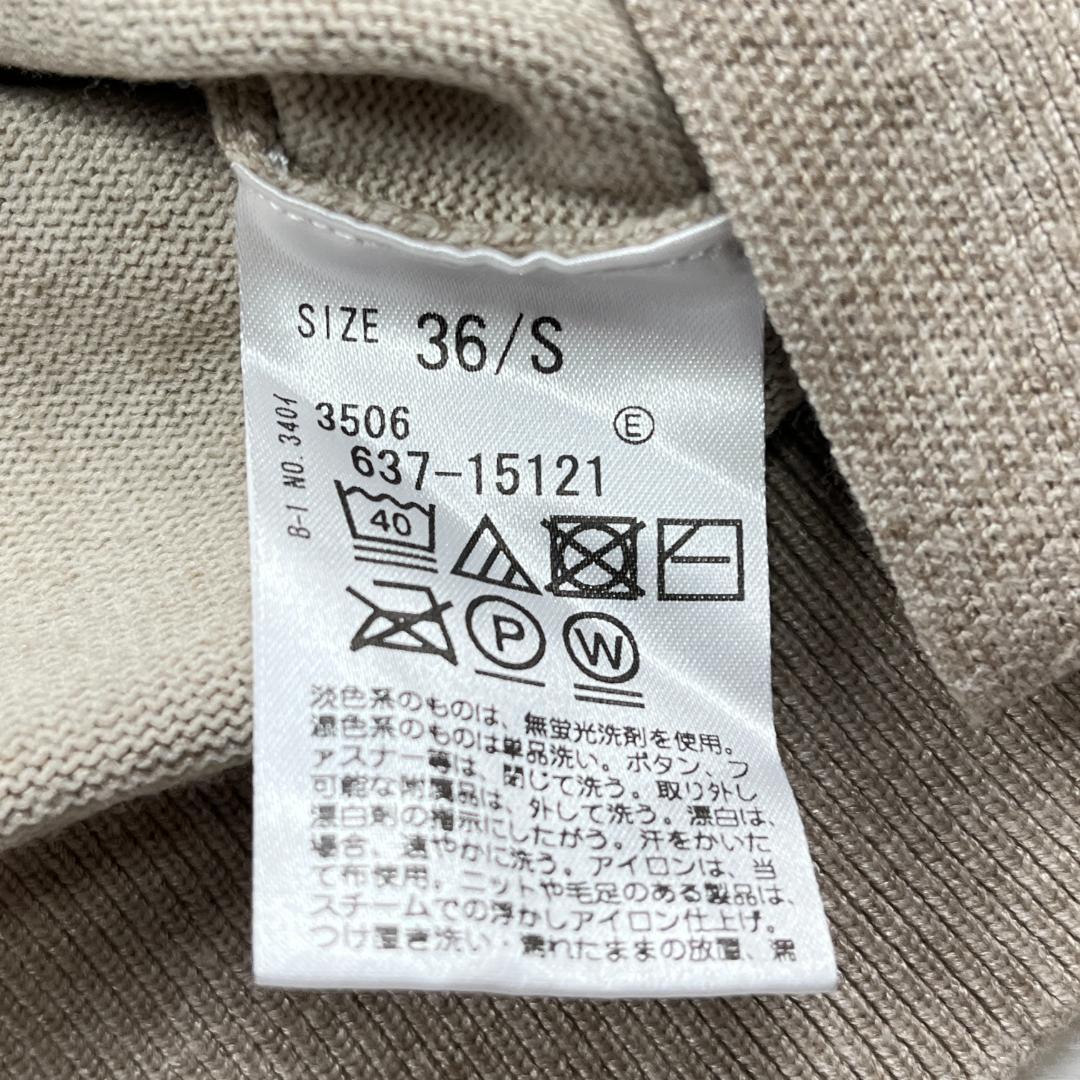 SIZE 36/S
3506 Ⓔ
637-15121
B-1 NO.3401
40
P W
淡色系のものは、無蛍光洗剤を使用。
濃色系のものは単品洗い。ボタン、フ
ァスナー等は、閉じて洗う。取り外し
可能な附属品は、外して洗う。漂白は、
漂白剤の指示にしたがう。汗をかいた
場合、速やかに洗う。アイロンは、当
て布使用。ニットや毛足のある製品は、
スチームでの浮かしアイロン仕上げ。
つけ置き洗い・濡れたままの放置、濡